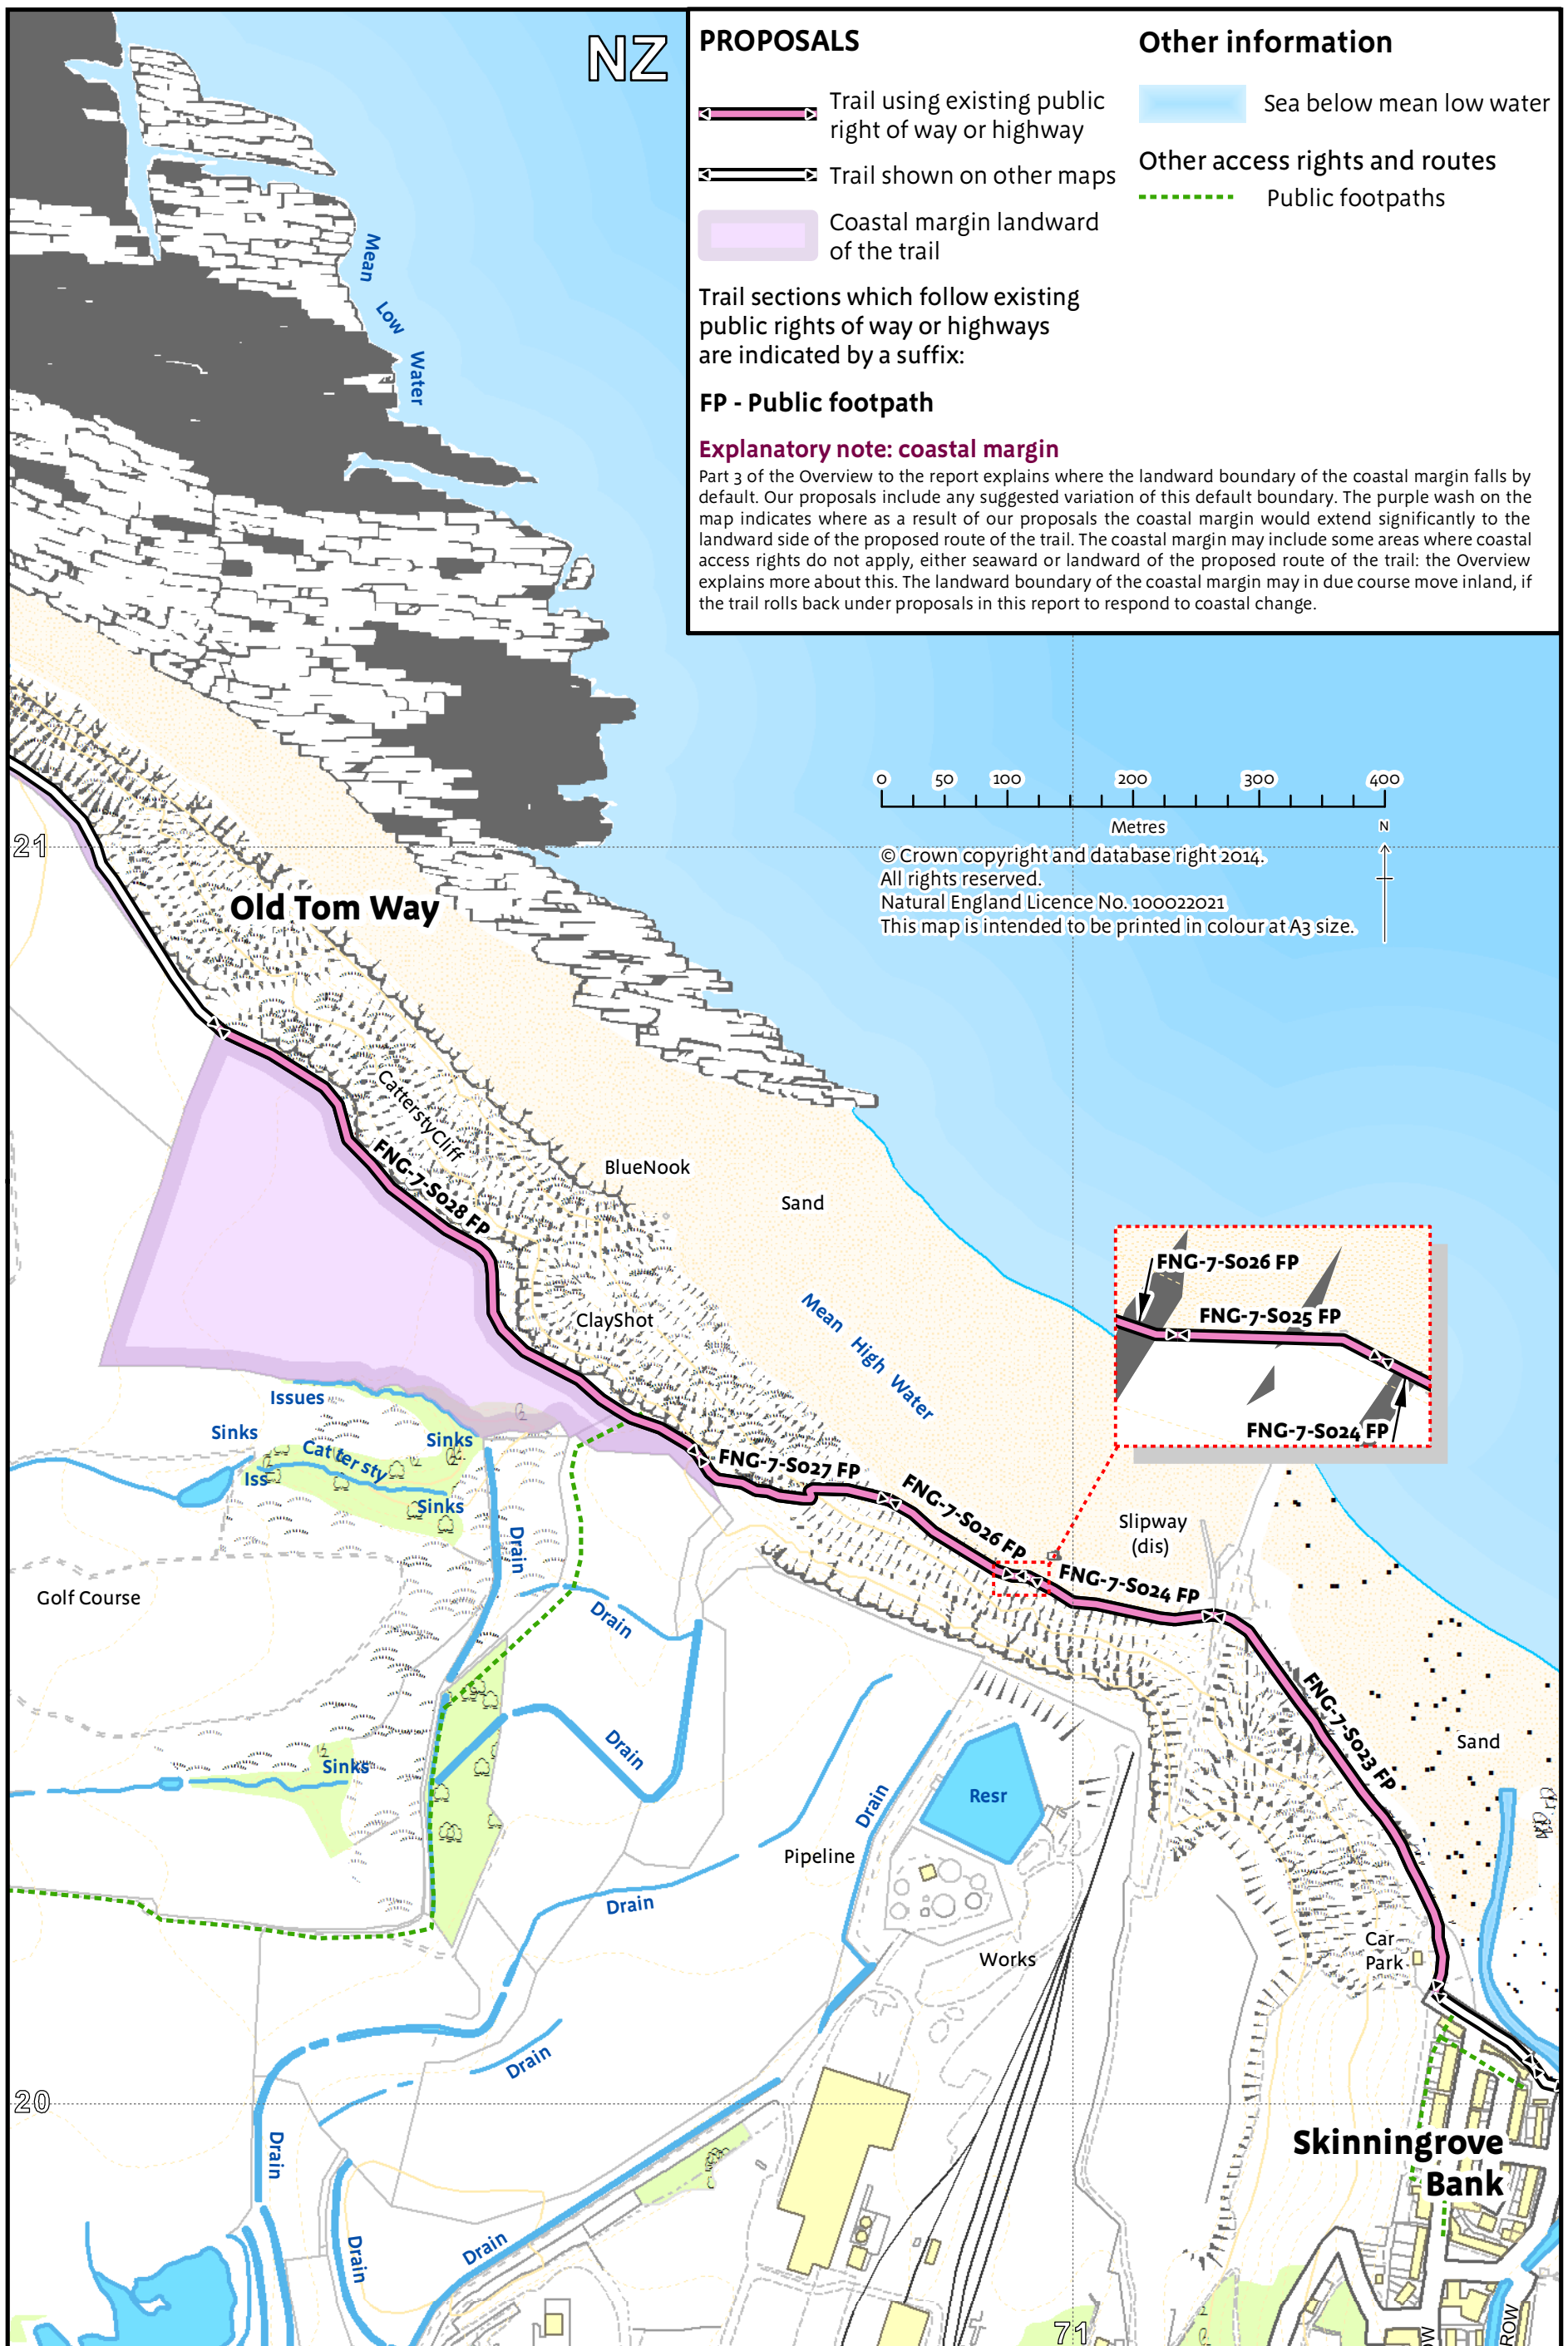 NZ
PROPOSALS
Trail using existing public
right of way or highway
Trail shown on other maps
Coastal margin landward
of the trail
Trail sections which follow existing
public rights of way or highways
are indicated by a suffix:
FP - Public footpath
Other information
Sea below mean low water
Other access rights and routes
Public footpaths
Explanatory note: coastal margin
Part 3 of the Overview to the report explains where the landward boundary of the coastal margin falls by
default. Our proposals include any suggested variation of this default boundary. The purple wash on the
map indicates where as a result of our proposals the coastal margin would extend significantly to the
landward side of the proposed route of the trail. The coastal margin may include some areas where coastal
access rights do not apply, either seaward or landward of the proposed route of the trail: the Overview
explains more about this. The landward boundary of the coastal margin may in due course move inland, if
the trail rolls back under proposals in this report to respond to coastal change.
Mean Low Water
0 50 100 200 300 400
Metres
N
© Crown copyright and database right 2014.
All rights reserved.
Natural England Licence No. 100022021
This map is intended to be printed in colour at A3 size.
21
Old Tom Way
CatterstyCliff
FNG-7-S028 FP
BlueNook
Sand
ClayShot
Mean High Water
FNG-7-S026 FP
FNG-7-S025 FP
FNG-7-S024 FP
Issues
Sinks
Sinks
Cattersty
Iss
Sinks
FNG-7-S027 FP
FNG-7-S026 FP
Slipway
(dis)
FNG-7-S024 FP
Drain
Golf Course
Drain
FNG-7-S023 FP
Drain
Sand
Sinks
Resr
Drain
Pipeline
Drain
Works
Car
Park
Drain
20
Drain
Skinningrove
Bank
Drain
Drain
71
OW
ROW